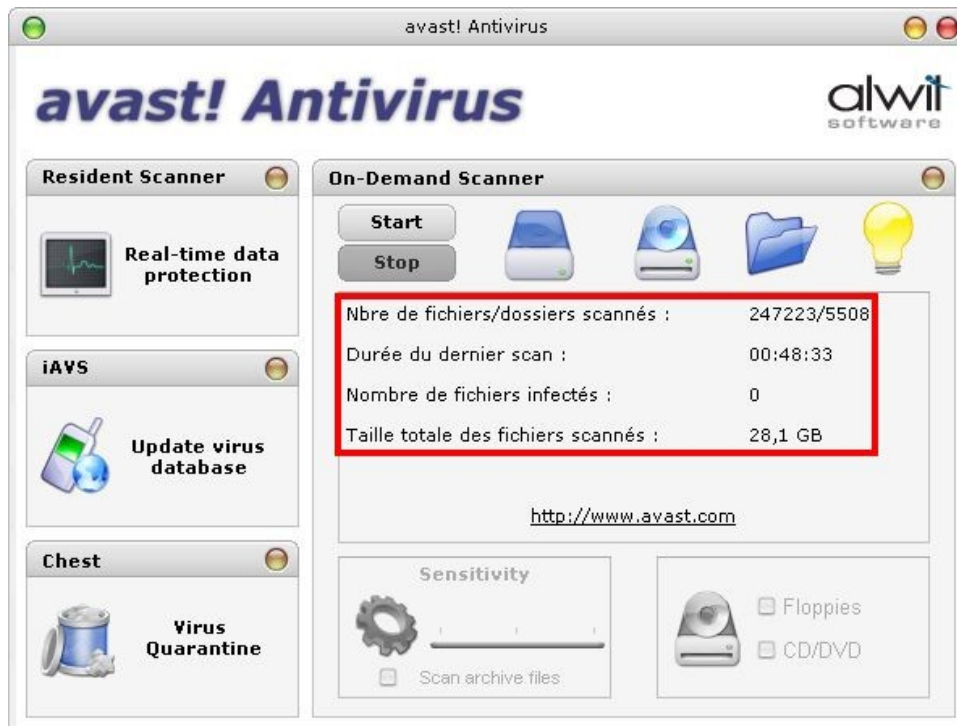 avast! Antivirus
avast! Antivirus
alwil
software
Resident Scanner
Real-time data
protection
iAVS
Update virus
database
Chest
Virus
Quarantine
On-Demand Scanner
Start
Stop
Nbre de fichiers/dossiers scannés : 247223/5508
Durée du dernier scan : 00:48:33
Nombre de fichiers infectés : 0
Taille totale des fichiers scannés : 28,1 GB
http://www.avast.com
Sensitivity
Scan archive files
Floppies
CD/DVD